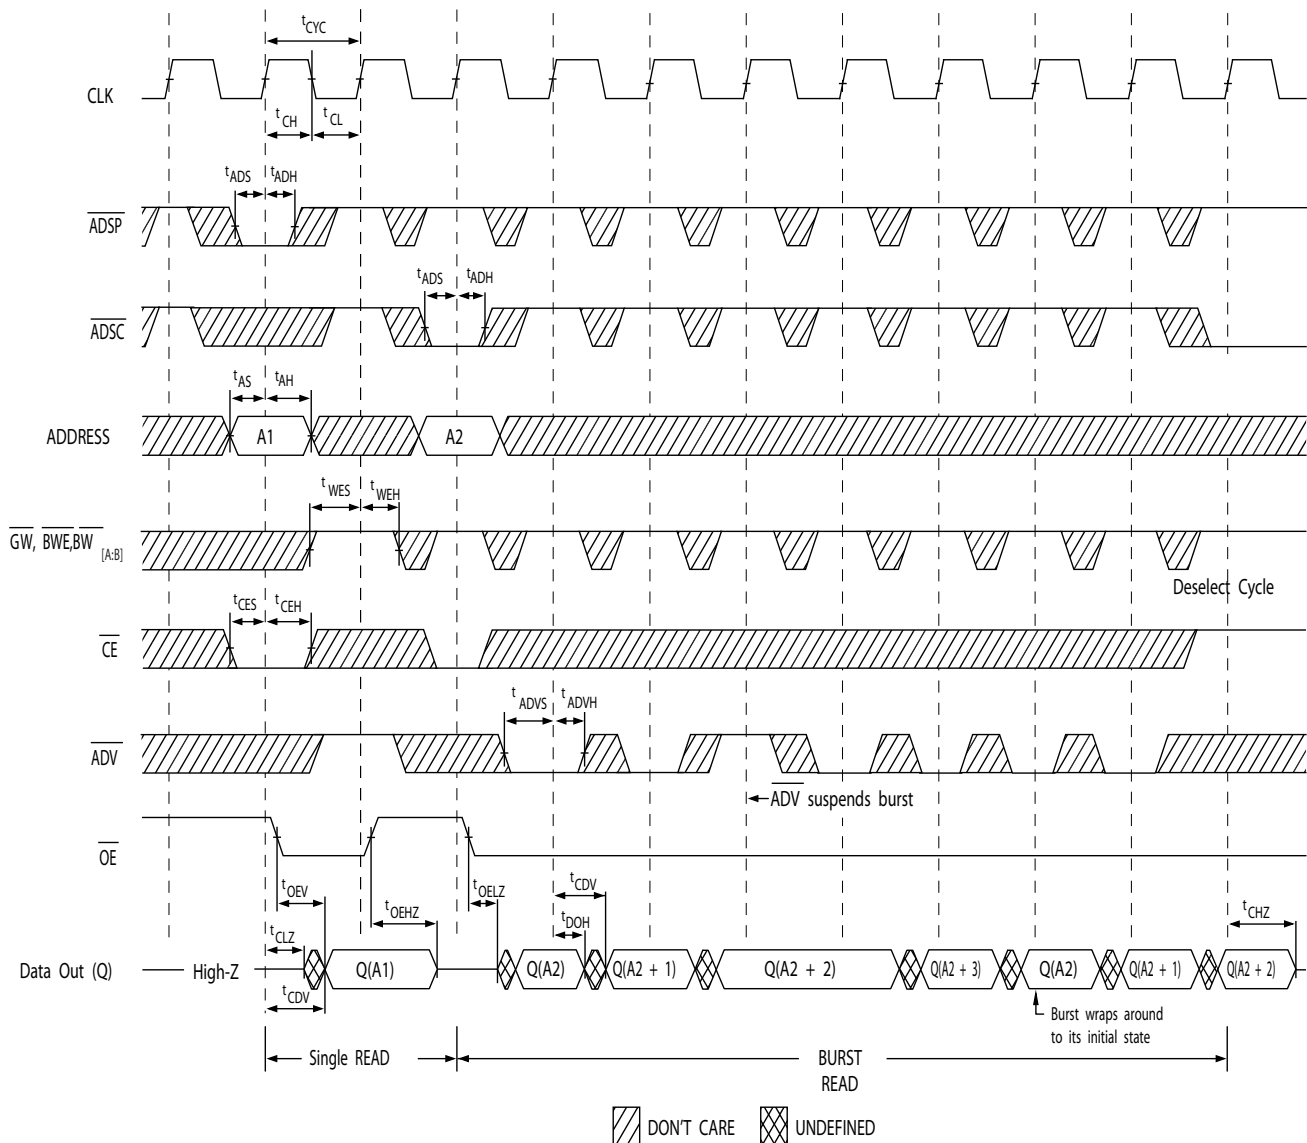 tCYC
CLK
tCH
tCL
tADS
tADH
ADSP
tADS
tADH
ADSC
tAS
tAH
ADDRESS
A1
A2
tWES
tWEH
GW, BWE,BW [A:B]
Deselect Cycle
tCES
tCEH
CE
tADVS
tADVH
ADV
ADV suspends burst
OE
tOEV
tOEHZ
tOELZ
tCDV
tDOH
tCHZ
tCLZ
Data Out (Q)
High-Z
Q(A1)
Q(A2)
Q(A2 + 1)
Q(A2 + 2)
Q(A2 + 3)
Q(A2)
Q(A2 + 1)
Q(A2 + 2)
tCDV
Burst wraps around
to its initial state
Single READ
BURST
READ
DON'T CARE
UNDEFINED